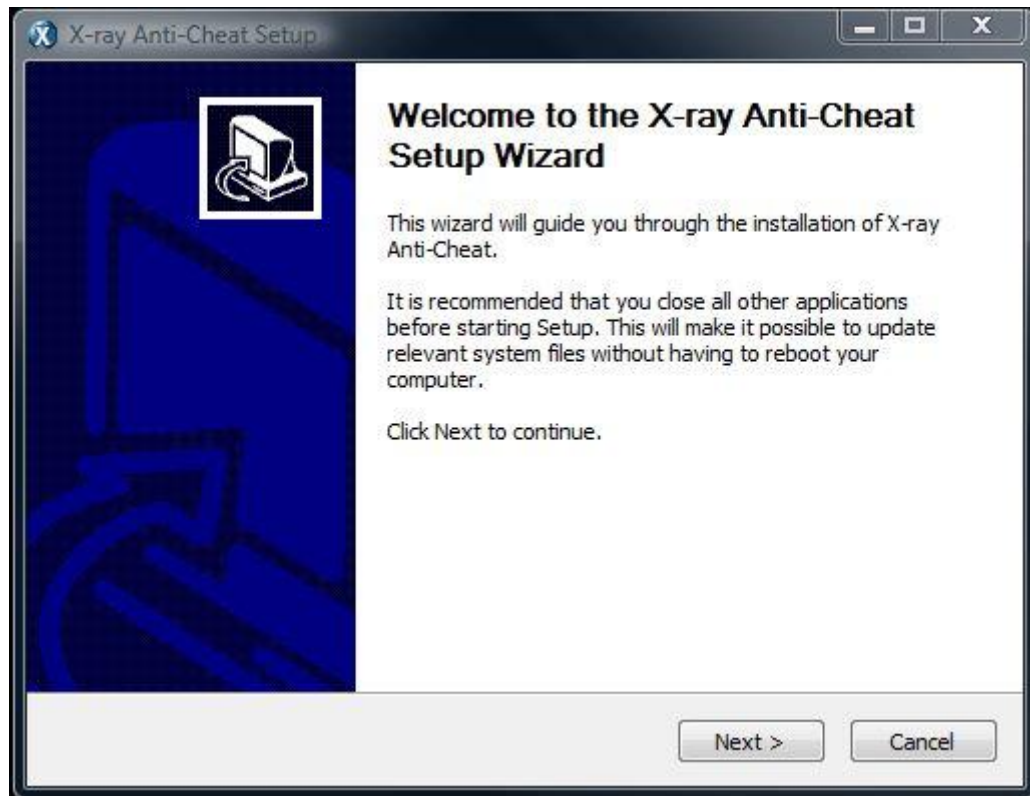 X-ray Anti-Cheat Setup
Welcome to the X-ray Anti-Cheat
Setup Wizard
This wizard will guide you through the installation of X-ray
Anti-Cheat.
It is recommended that you close all other applications
before starting Setup. This will make it possible to update
relevant system files without having to reboot your
computer.
Click Next to continue.
Next >
Cancel